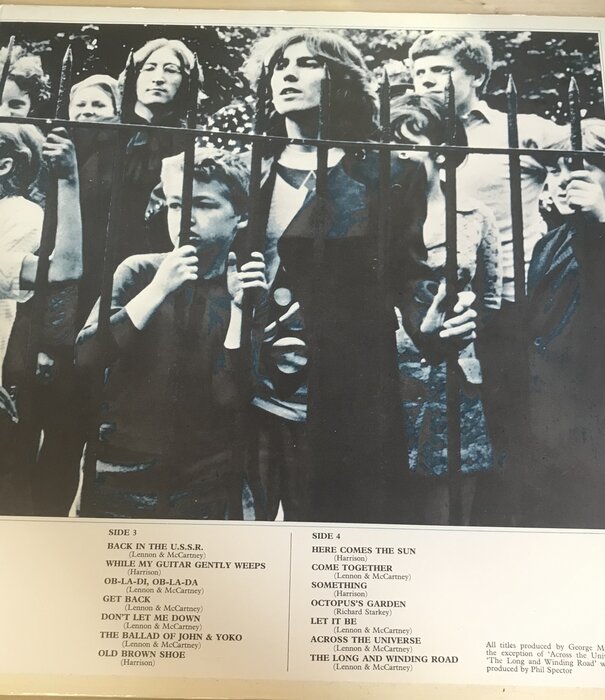 SIDE 3
BACK IN THE U.S.S.R.
(Lennon & McCartney)
WHILE MY GUITAR GENTLY WEEPS
(Harrison)
OB-LA-DI, OB-LA-DA
(Lennon & McCartney)
GET BACK
(Lennon & McCartney)
DON'T LET ME DOWN
(Lennon & McCartney)
THE BALLAD OF JOHN & YOKO
(Lennon & McCartney)
OLD BROWN SHOE
(Harrison)
SIDE 4
HERE COMES THE SUN
(Harrison)
COME TOGETHER
(Lennon & McCartney)
SOMETHING
(Harrison)
OCTOPUS'S GARDEN
(Richard Starkey)
LET IT BE
(Lennon & McCartney)
ACROSS THE UNIVERSE
(Lennon & McCartney)
THE LONG AND WINDING ROAD
(Lennon & McCartney)
All titles produced by George M
the exception of 'Across the Uni
'The Long and Winding Road' w
produced by Phil Spector